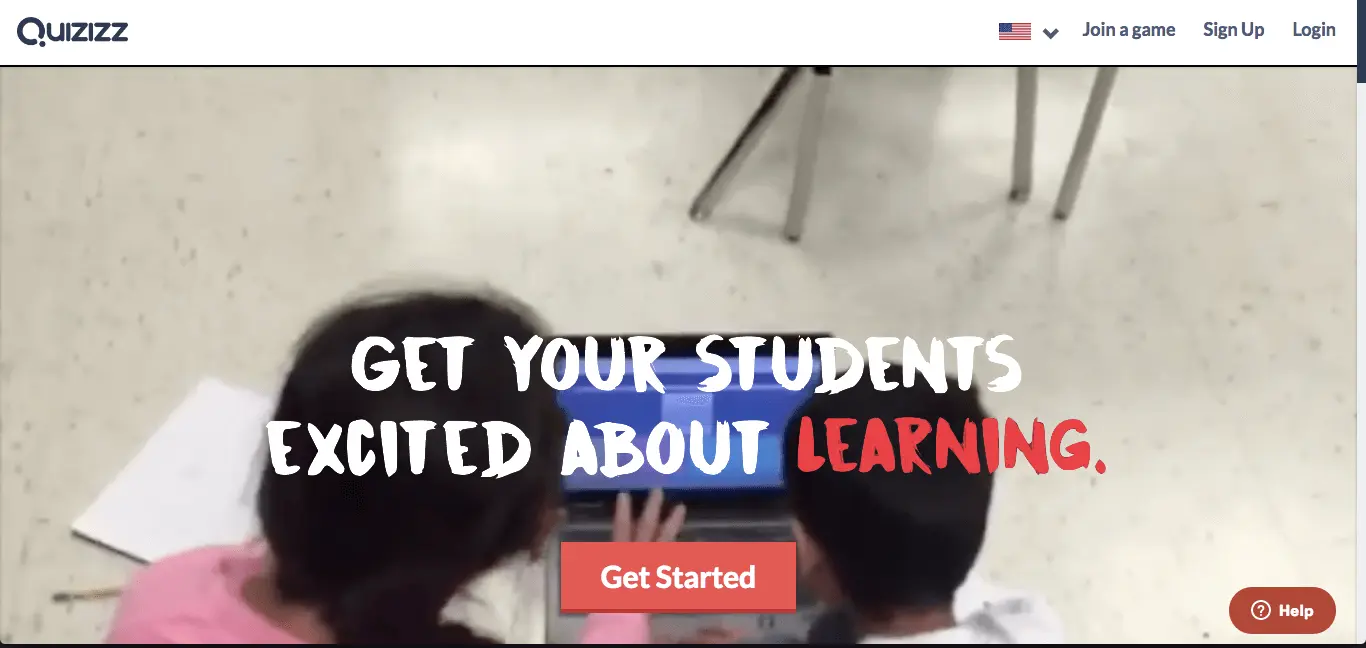 Quizizz
Join a game
Sign Up
Login
GET YOUR STUDENTS
EXCITED ABOUT LEARNING.
Get Started
? Help